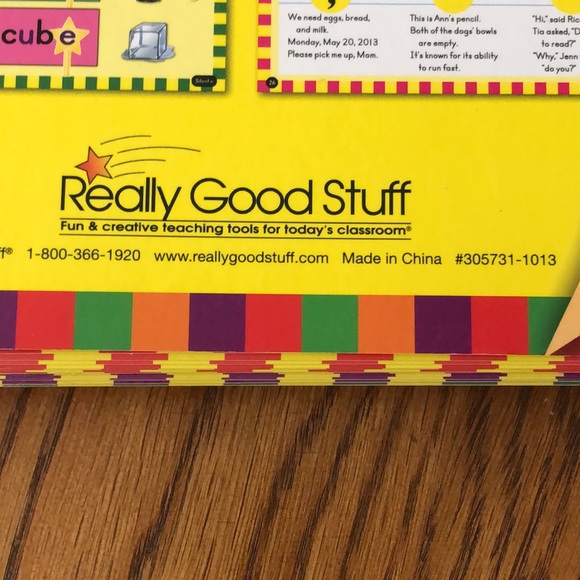 cube
We need eggs, bread,
and milk.
Monday, May 20, 2013
Please pick me up, Mom.
This is Ann's pencil.
Both of the dogs' bowls
are empty.
It's known for its ability
to run fast.
"Hi," said Ric
Tia asked, "D
to read?"
"Why," Jenn
"do you?"
26
Really Good Stuff
Fun & creative teaching tools for today's classroom®
ff® 1-800-366-1920 www.reallygoodstuff.com Made in China #305731-1013